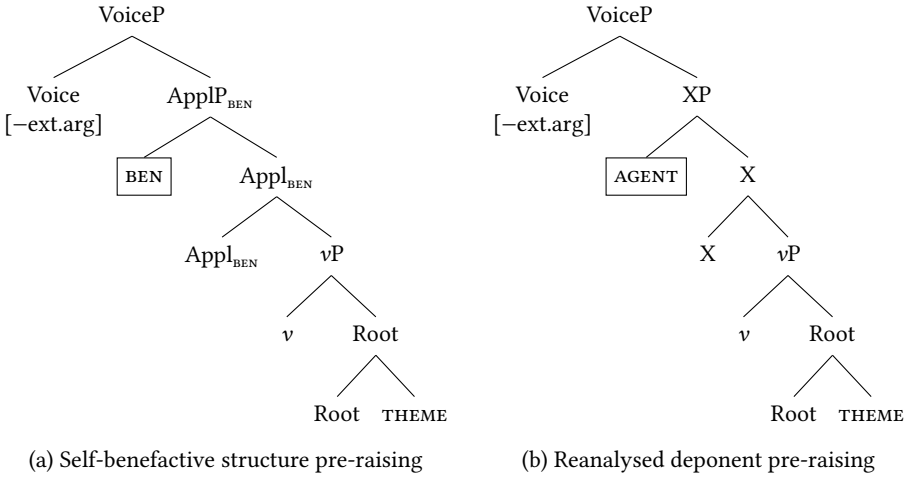 VoiceP
Voice
[−ext.arg]
ApplP_BEN
BEN
Appl_BEN
Appl_BEN
vP
v
Root
Root THEME
(a) Self-benefactive structure pre-raising
VoiceP
Voice
[−ext.arg]
XP
AGENT
X
X
vP
v
Root
Root THEME
(b) Reanalysed deponent pre-raising